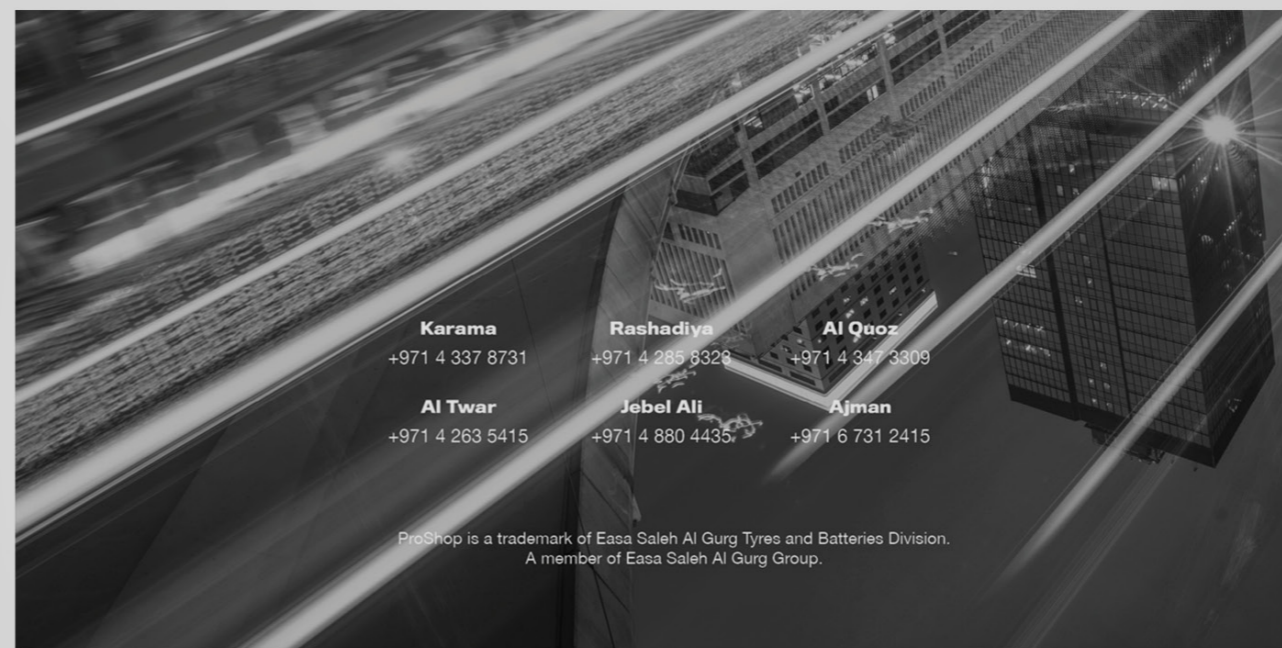 Karama Rashadiya Al Quoz
+971 4 337 8731 +971 4 285 8328 +971 4 347 3309
Al Twar Jebel Ali Ajman
+971 4 263 5415 +971 4 880 4435 +971 6 731 2415
ProShop is a trademark of Easa Saleh Al Gurg Tyres and Batteries Division.
A member of Easa Saleh Al Gurg Group.